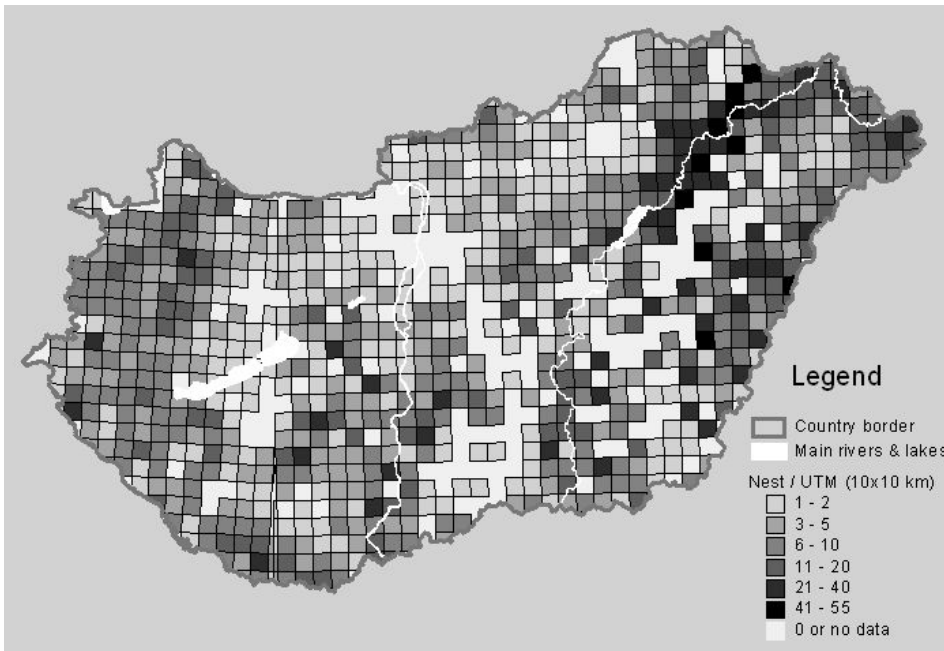 Legend
Country border
Main rivers & lakes
Nest / UTM (10x10 km)
1 - 2
3 - 5
6 - 10
11 - 20
21 - 40
41 - 55
0 or no data